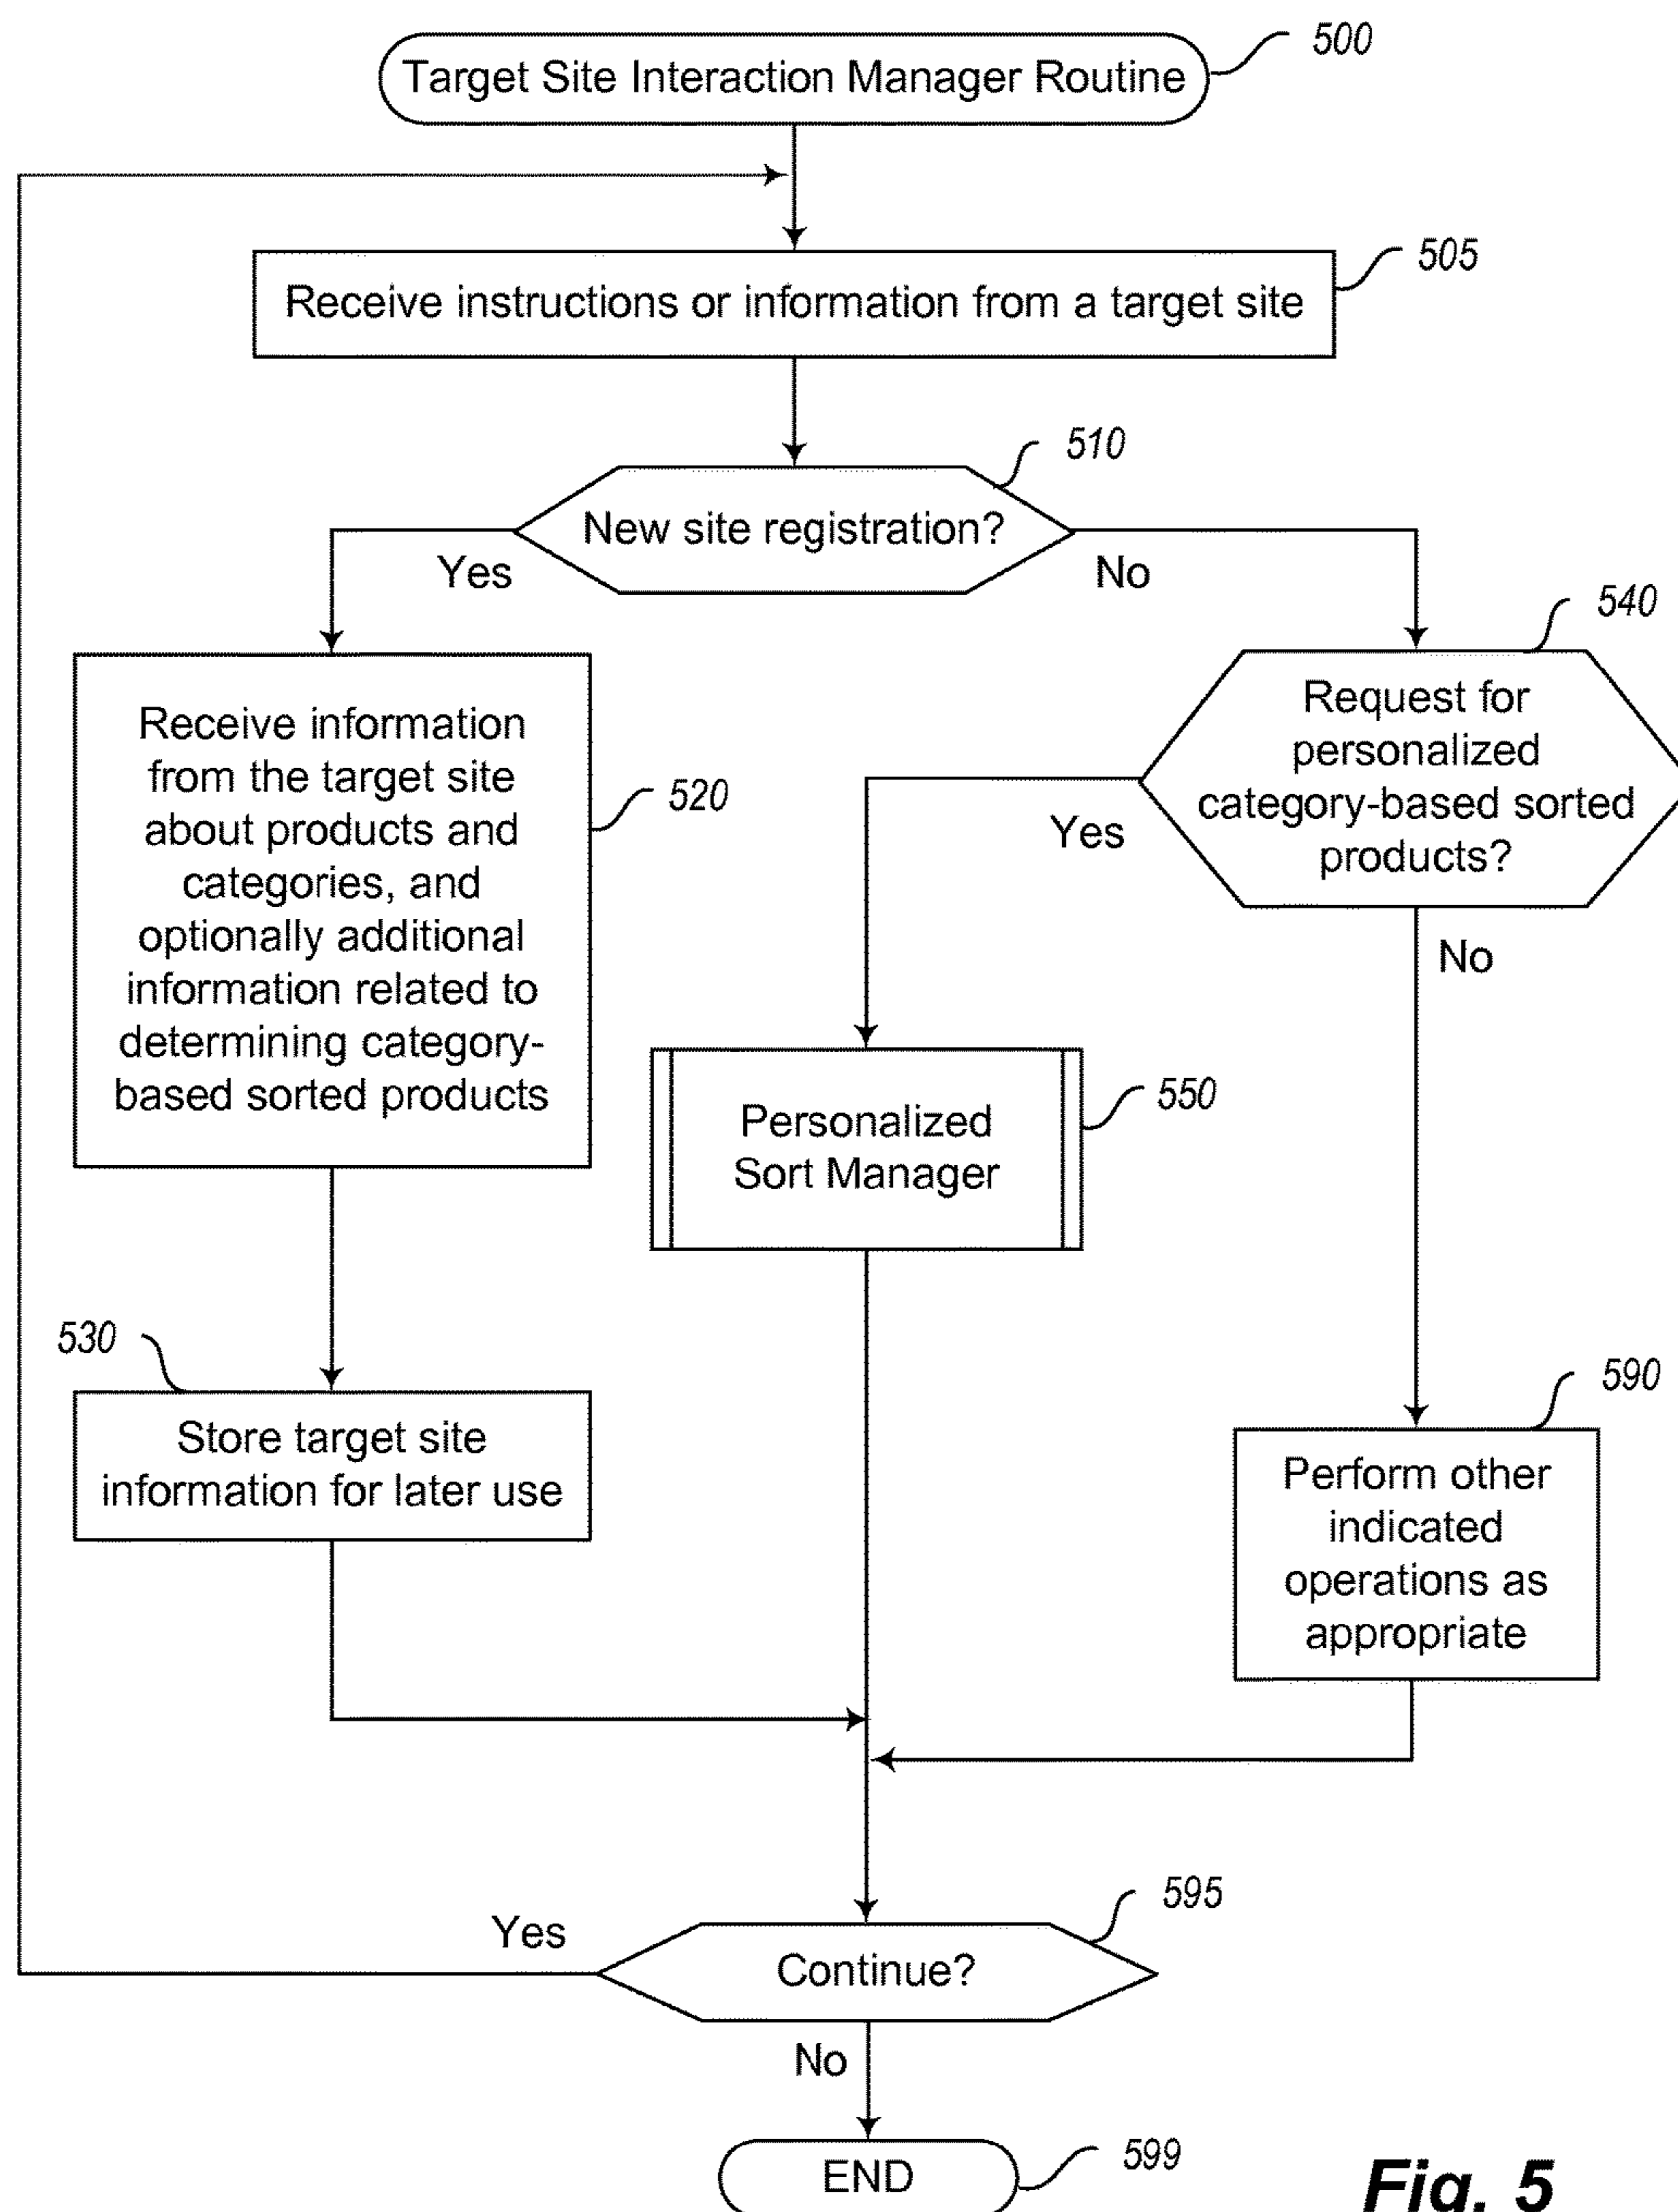 Target Site Interaction Manager Routine
500
Receive instructions or information from a target site
505
New site registration?
510
Yes
No
Receive information
from the target site
about products and
categories, and
optionally additional
information related to
determining category-
based sorted products
520
Request for
personalized
category-based sorted
products?
540
Yes
No
Personalized
Sort Manager
550
530
Store target site
information for later use
590
Perform other
indicated
operations as
appropriate
Continue?
595
Yes
No
END
599
Fig. 5